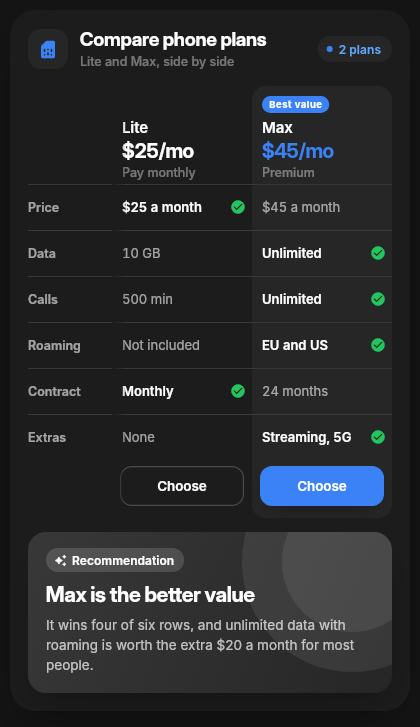 Compare phone plans
Lite and Max, side by side
2 plans
Best value
Lite
Max
$25/mo
$45/mo
Pay monthly
Premium
Price
$25 a month
$45 a month
Data
10 GB
Unlimited
Calls
500 min
Unlimited
Roaming
Not included
EU and US
Contract
Monthly
24 months
Extras
None
Streaming, 5G
Choose
Choose
Recommendation
Max is the better value
It wins four of six rows, and unlimited data with
roaming is worth the extra $20 a month for most
people.